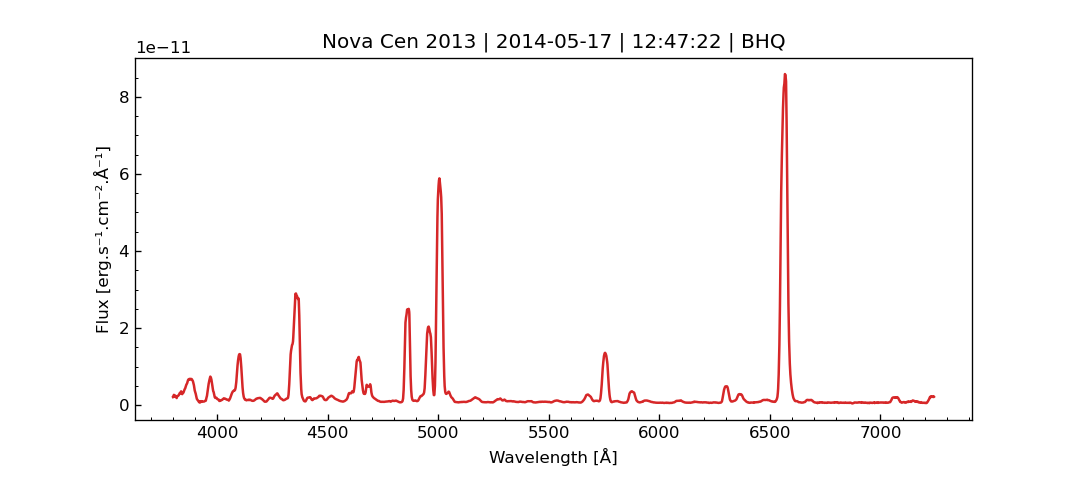 Nova Cen 2013 | 2014-05-17 | 12:47:22 | BHQ
1e−11
8
6
4
2
0
Flux [erg.s⁻¹.cm⁻².Å⁻¹]
4000 4500 5000 5500 6000 6500 7000
Wavelength [Å]